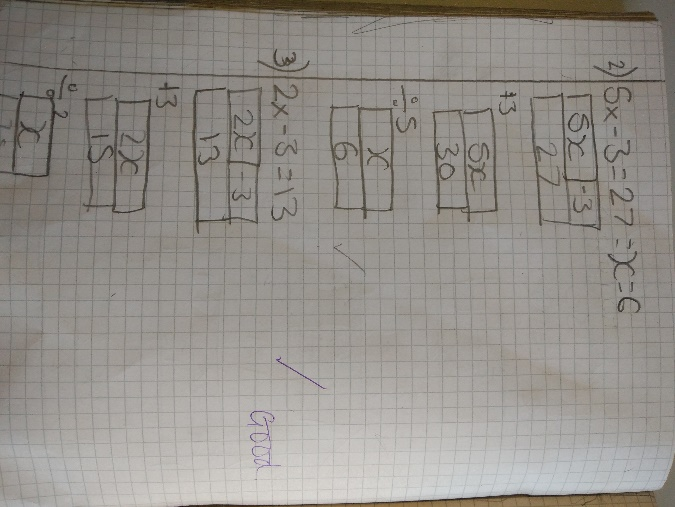 2) 5x - 3 = 27 = x = 6
5x -3
27
+3
5x
30
÷5
x
6
3) 2x - 3 = 13
2x -3
13
+3
2x
15
÷2
x
Good